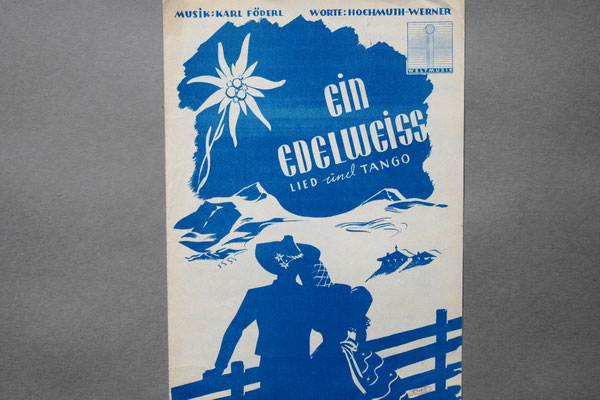 MUSIK: KARL FÖDERL WORTE: HOCHMUTH-WERNER
WELTMUSIK
EIN
EDELWEISS
LIED und TANGO